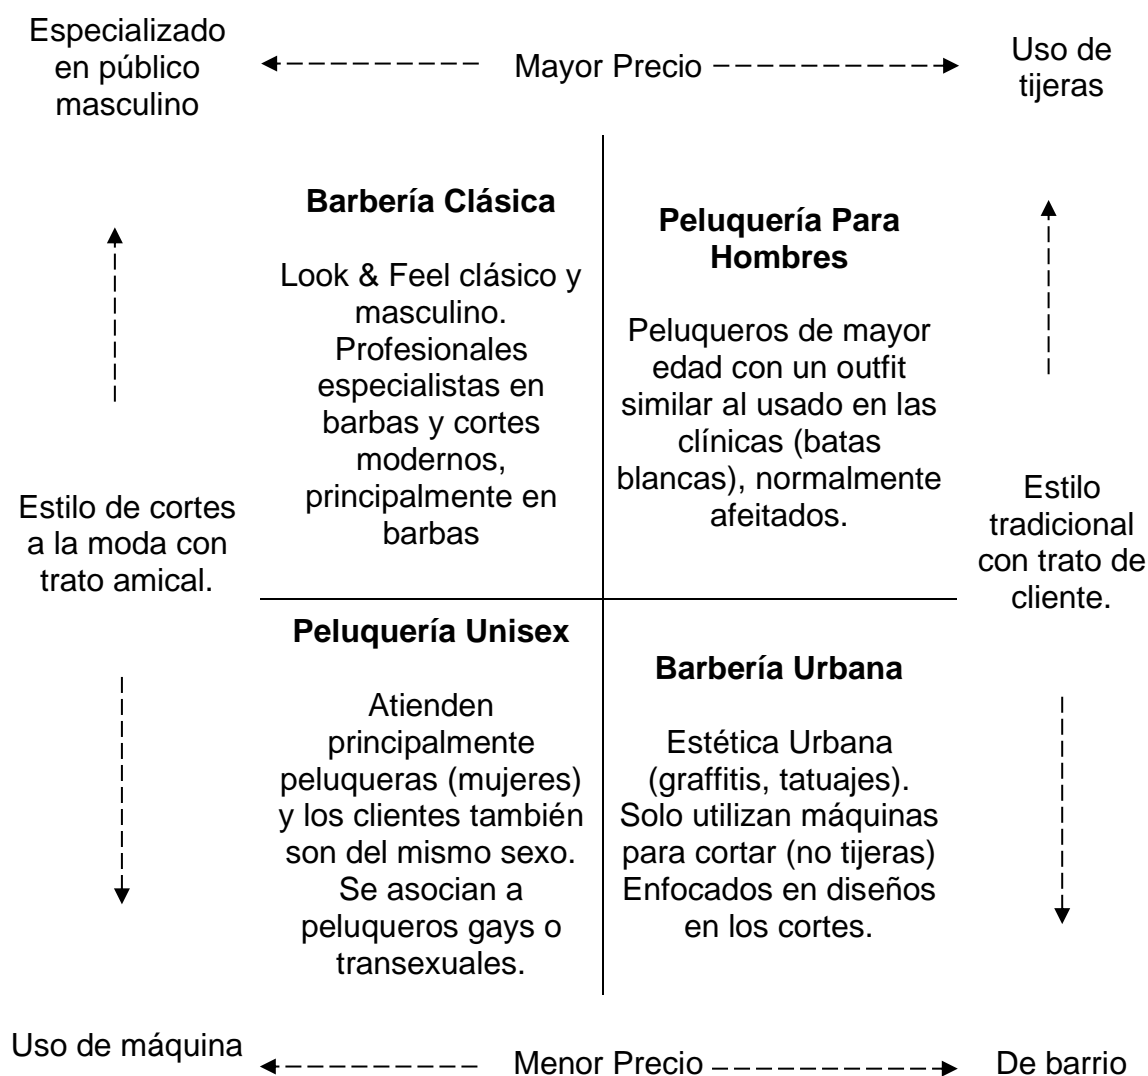 Especializado
en público
masculino
Mayor Precio
Uso de
tijeras
Barbería Clásica
Look & Feel clásico y
masculino.
Profesionales
especialistas en
barbas y cortes
modernos,
principalmente en
barbas
Peluquería Para
Hombres
Peluqueros de mayor
edad con un outfit
similar al usado en las
clínicas (batas
blancas), normalmente
afeitados.
Estilo de cortes
a la moda con
trato amical.
Estilo
tradicional
con trato de
cliente.
Peluquería Unisex
Atienden
principalmente
peluqueras (mujeres)
y los clientes también
son del mismo sexo.
Se asocian a
peluqueros gays o
transexuales.
Barbería Urbana
Estética Urbana
(graffitis, tatuajes).
Solo utilizan máquinas
para cortar (no tijeras)
Enfocados en diseños
en los cortes.
Uso de máquina
Menor Precio
De barrio